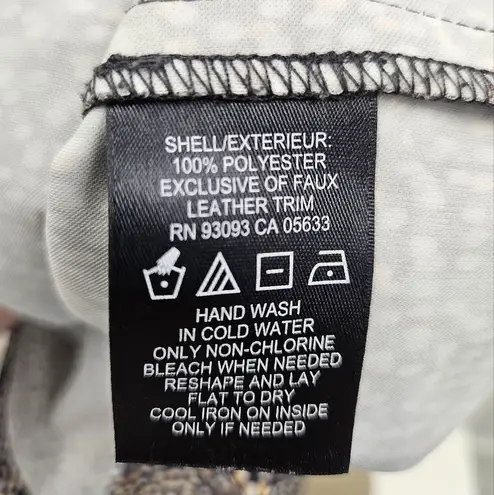 SHELL/EXTERIEUR:
100% POLYESTER
EXCLUSIVE OF FAUX
LEATHER TRIM
RN 93093 CA 05633
HAND WASH
IN COLD WATER
ONLY NON-CHLORINE
BLEACH WHEN NEEDED
RESHAPE AND LAY
FLAT TO DRY
COOL IRON ON INSIDE
ONLY IF NEEDED